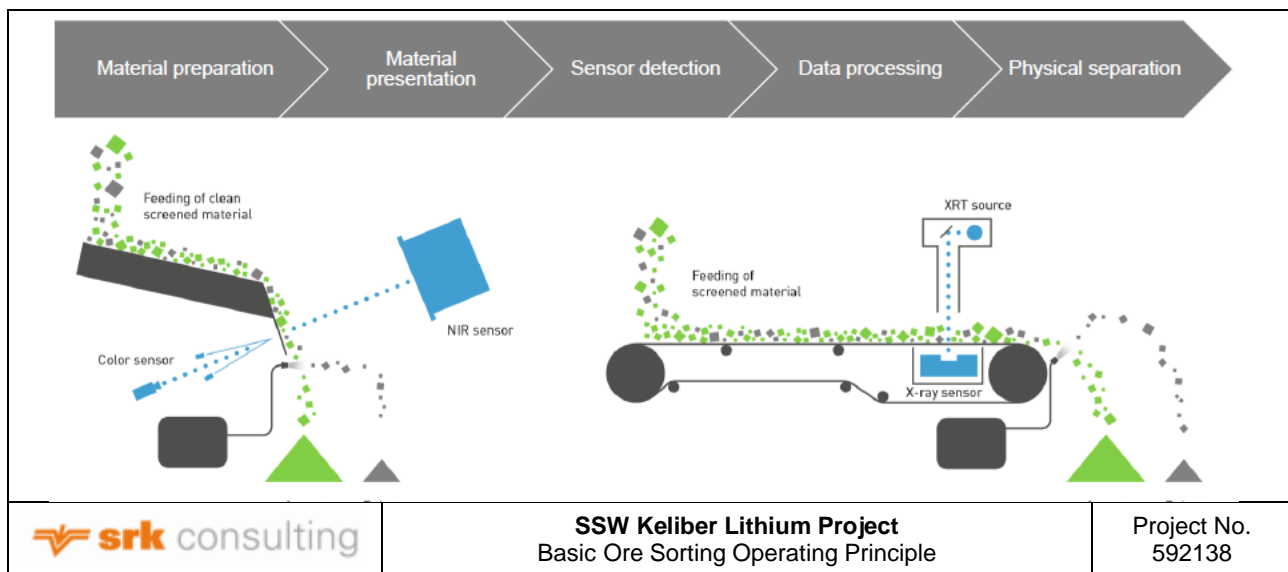 Material preparation
Material
presentation
Sensor detection
Data processing
Physical separation
Feeding of clean
screened material
NIR sensor
Color sensor
XRT source
Feeding of
screened material
X-ray sensor
srk consulting
SSW Keliber Lithium Project
Basic Ore Sorting Operating Principle
Project No.
592138